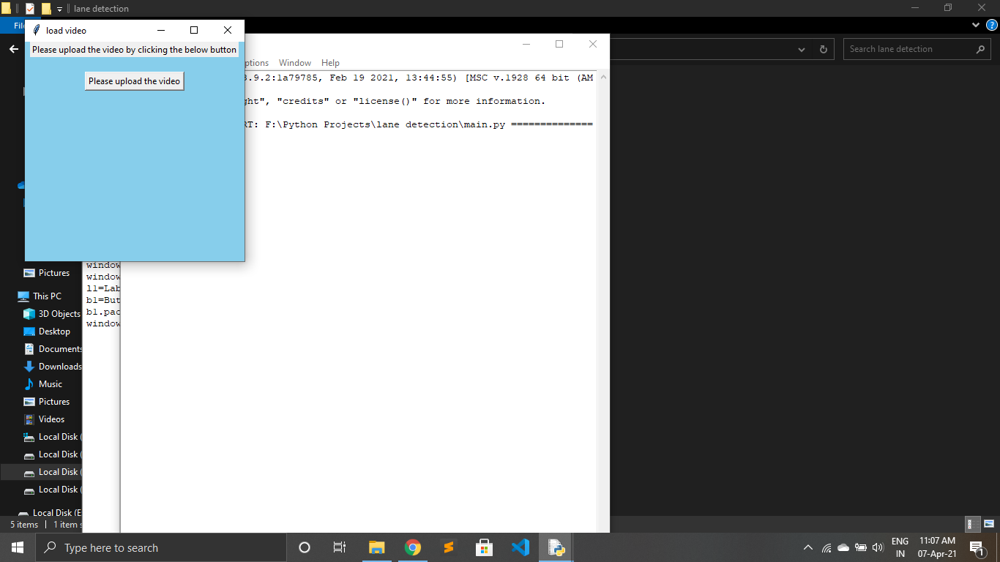 lane detection
Fil
load video
Please upload the video by clicking the below button
Please upload the video
ptions Window Help
Search lane detection
3.9.2:1a79785, Feb 19 2021, 13:44:55) [MSC v.1928 64 bit (AM
ght", "credits" or "license()" for more information.
RT: F:\Python Projects\lane detection\main.py ==============
window
window
l1=Lab
b1=But
b1.pac
window
Pictures
This PC
3D Objects
Desktop
Documents
Downloads
Music
Pictures
Videos
Local Disk (
Local Disk (
Local Disk (
Local Disk (
Local Disk (E
5 items 1 item s
Type here to search
ENG
IN
11:07 AM
07-Apr-21
1